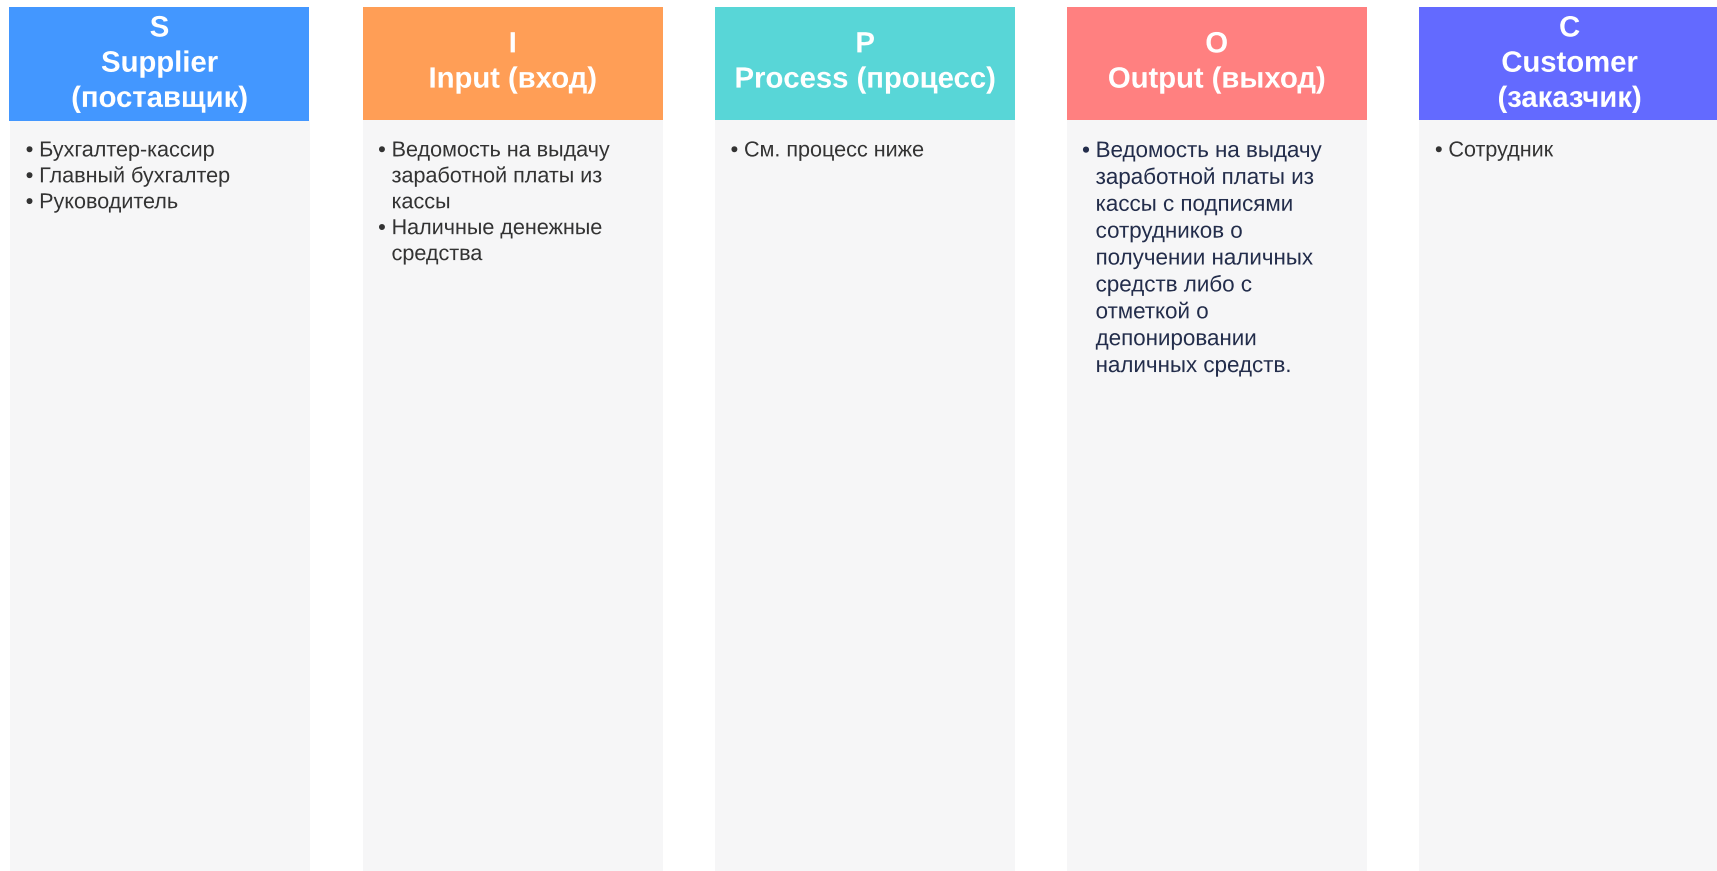 S
Supplier
(поставщик)
• Бухгалтер-кассир
• Главный бухгалтер
• Руководитель
I
Input (вход)
• Ведомость на выдачу
заработной платы из
кассы
• Наличные денежные
средства
P
Process (процесс)
• См. процесс ниже
O
Output (выход)
• Ведомость на выдачу
заработной платы из
кассы с подписями
сотрудников о
получении наличных
средств либо с
отметкой о
депонировании
наличных средств.
C
Customer
(заказчик)
• Сотрудник